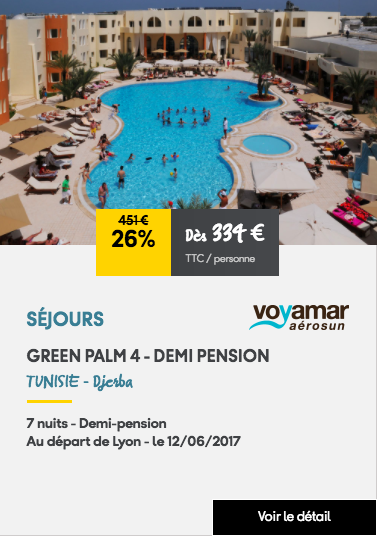 451 €
26%
Dès 334 €
TTC / personne
SÉJOURS
voyamar
aérosun
GREEN PALM 4 - DEMI PENSION
TUNISIE - Djerba
7 nuits - Demi-pension
Au départ de Lyon - le 12/06/2017
Voir le détail